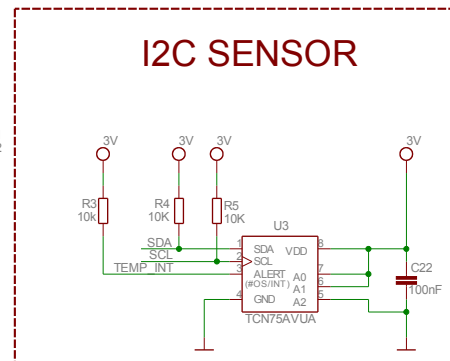 I2C SENSOR
3V
3V
3V
3V
R3
10k
R4
10K
R5
10K
U3
SDA
SCL
TEMP_INT
1
2
3
4
SDA
SCL
ALERT
(#OS/INT)
GND
VDD
A0
A1
A2
8
7
6
5
TCN75AVUA
C22
100nF